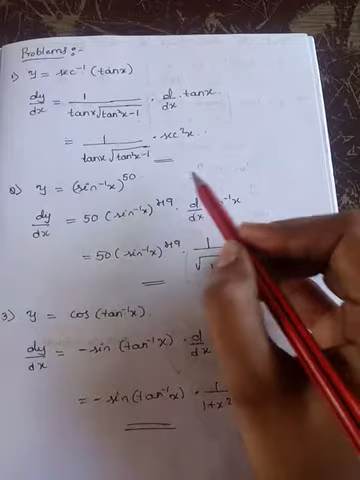 Problems :-
1) y = sec⁻¹ (tanx)
dy/dx = 1/(tanx√(tan²x-1)) · d/dx tanx
= 1/(tanx √(tan²x-1)) · sec²x
2) y = (sin⁻¹x)⁵⁰
dy/dx = 50 (sin⁻¹x)⁴⁹ · d/dx
= 50 (sin⁻¹x)⁴⁹ · 1/√
3) y = cos (tan⁻¹x)
dy/dx = -sin (tan⁻¹x) · d/dx
= -sin (tan⁻¹x) · 1/(1+x²)